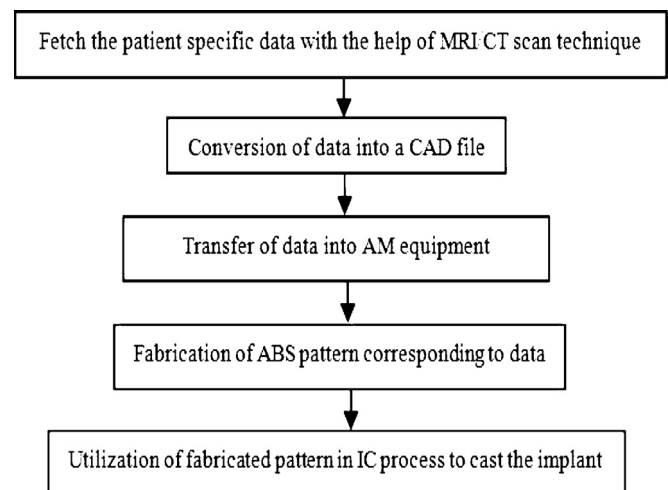 Fetch the patient specific data with the help of MRI/CT scan technique
Conversion of data into a CAD file
Transfer of data into AM equipment
Fabrication of ABS pattern corresponding to data
Utilization of fabricated pattern in IC process to cast the implant